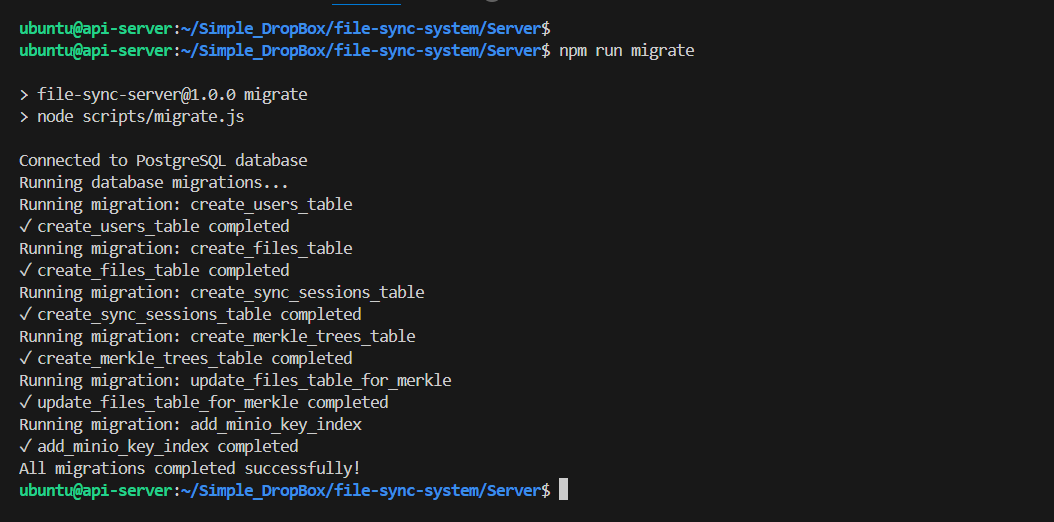 ubuntu@api-server:~/Simple_DropBox/file-sync-system/Server$
ubuntu@api-server:~/Simple_DropBox/file-sync-system/Server$ npm run migrate
> file-sync-server@1.0.0 migrate
> node scripts/migrate.js
Connected to PostgreSQL database
Running database migrations...
Running migration: create_users_table
✓ create_users_table completed
Running migration: create_files_table
✓ create_files_table completed
Running migration: create_sync_sessions_table
✓ create_sync_sessions_table completed
Running migration: create_merkle_trees_table
✓ create_merkle_trees_table completed
Running migration: update_files_table_for_merkle
✓ update_files_table_for_merkle completed
Running migration: add_minio_key_index
✓ add_minio_key_index completed
All migrations completed successfully!
ubuntu@api-server:~/Simple_DropBox/file-sync-system/Server$